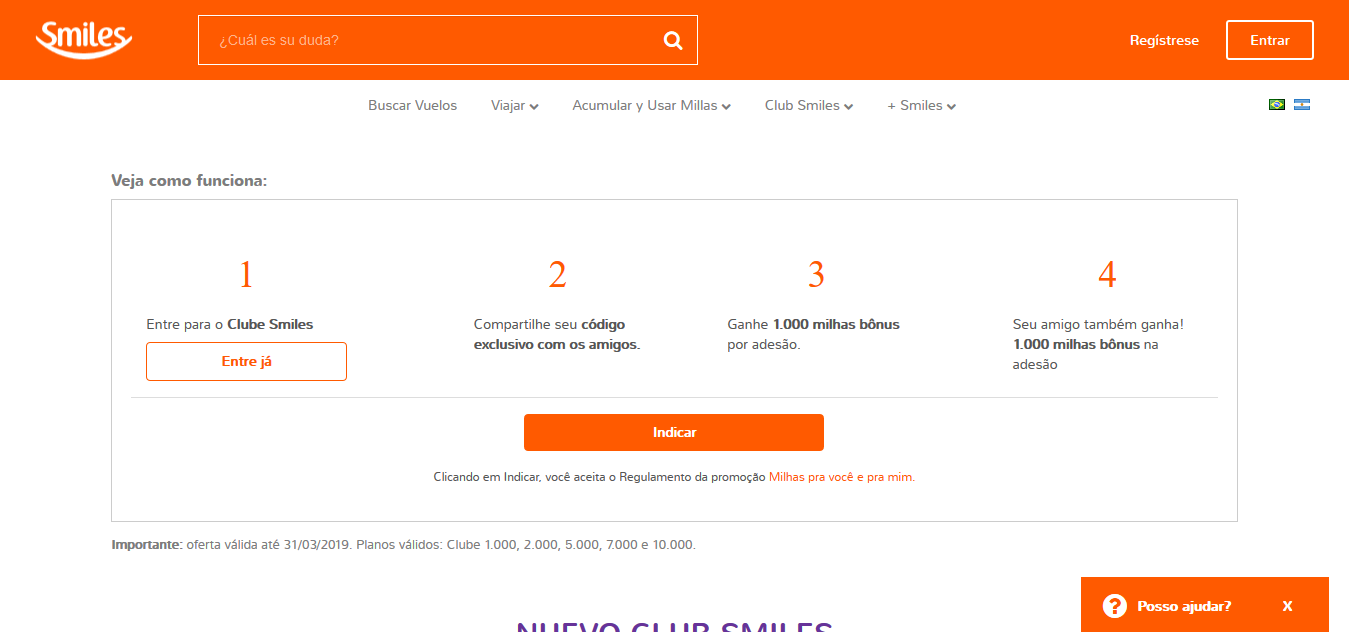 Smiles
¿Cuál es su duda?
Regístrese
Entrar
Buscar Vuelos
Viajar
Acumular y Usar Millas
Club Smiles
+ Smiles
Veja como funciona:
1
Entre para o Clube Smiles
Entre já
2
Compartilhe seu código
exclusivo com os amigos.
3
Ganhe 1.000 milhas bônus
por adesão.
4
Seu amigo também ganha!
1.000 milhas bônus na
adesão
Indicar
Clicando em Indicar, você aceita o Regulamento da promoção Milhas pra você e pra mim.
Importante: oferta válida até 31/03/2019. Planos válidos: Clube 1.000, 2.000, 5.000, 7.000 e 10.000.
? Posso ajudar? X
NUEVO CLUB SMILES